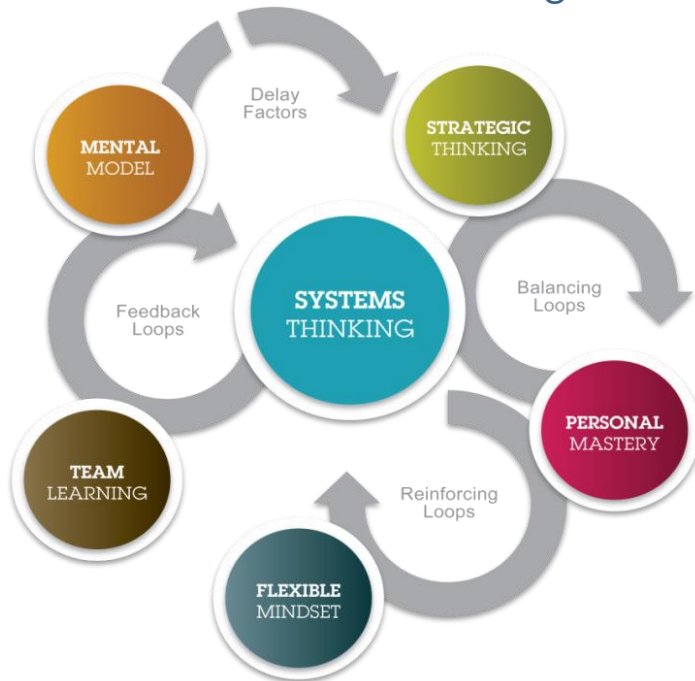 Delay
Factors
MENTAL
MODEL
STRATEGIC
THINKING
Feedback
Loops
SYSTEMS
THINKING
Balancing
Loops
PERSONAL
MASTERY
TEAM
LEARNING
Reinforcing
Loops
FLEXIBLE
MINDSET